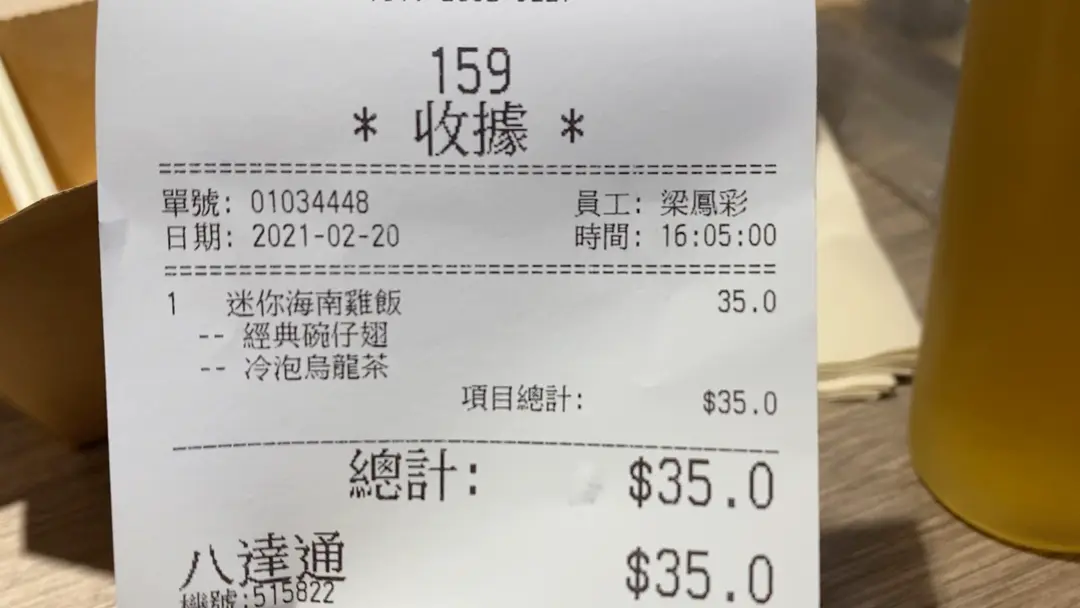 159
* 收據 *
單號: 01034448 員工: 梁鳳彩
日期: 2021-02-20 時間: 16:05:00
1 迷你海南雞飯 35.0
-- 經典碗仔翅
-- 冷泡烏龍茶
項目總計: $35.0
總計: $35.0
八達通 $35.0
機號:515822